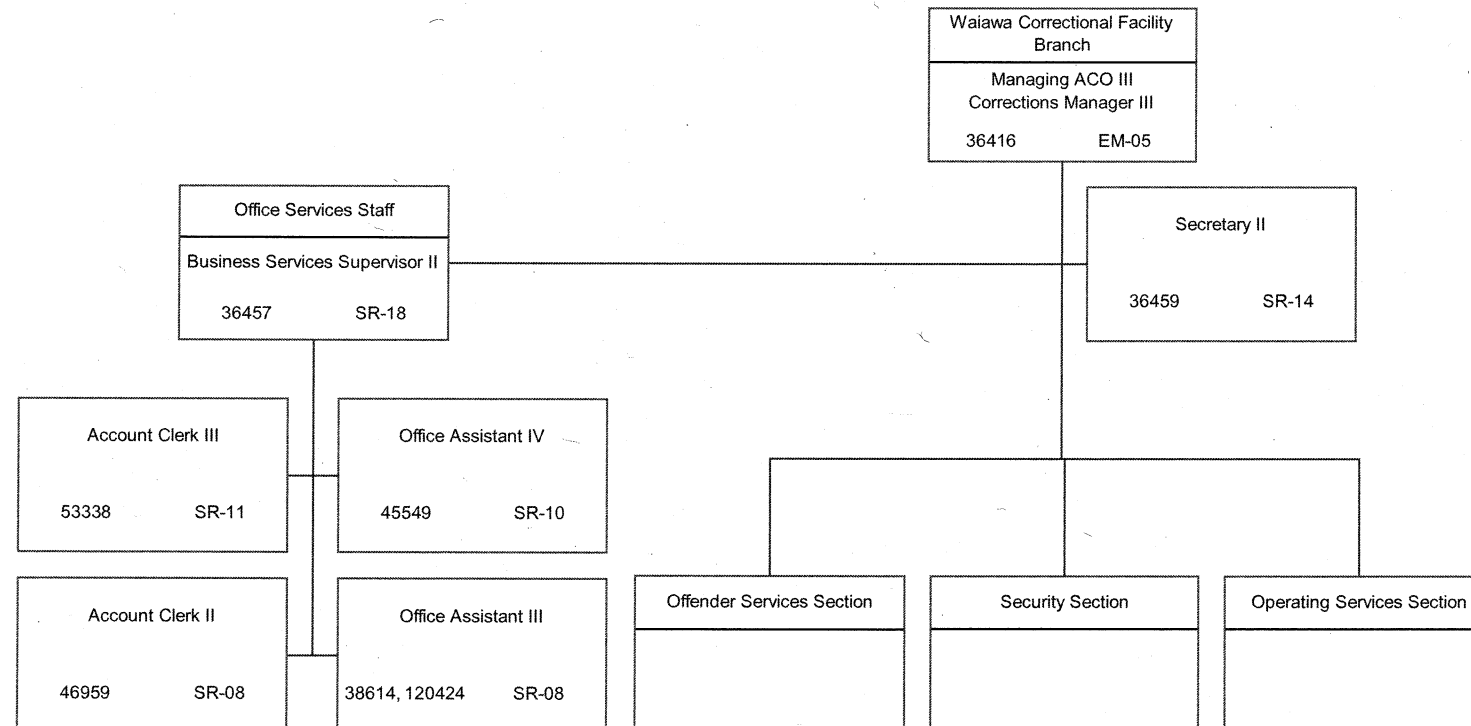 Waiawa Correctional Facility
Branch
Managing ACO III
Corrections Manager III
36416 EM-05
Office Services Staff
Business Services Supervisor II
36457 SR-18
Secretary II
36459 SR-14
Account Clerk III
53338 SR-11
Office Assistant IV
45549 SR-10
Account Clerk II
46959 SR-08
Office Assistant III
38614, 120424 SR-08
Offender Services Section
Security Section
Operating Services Section